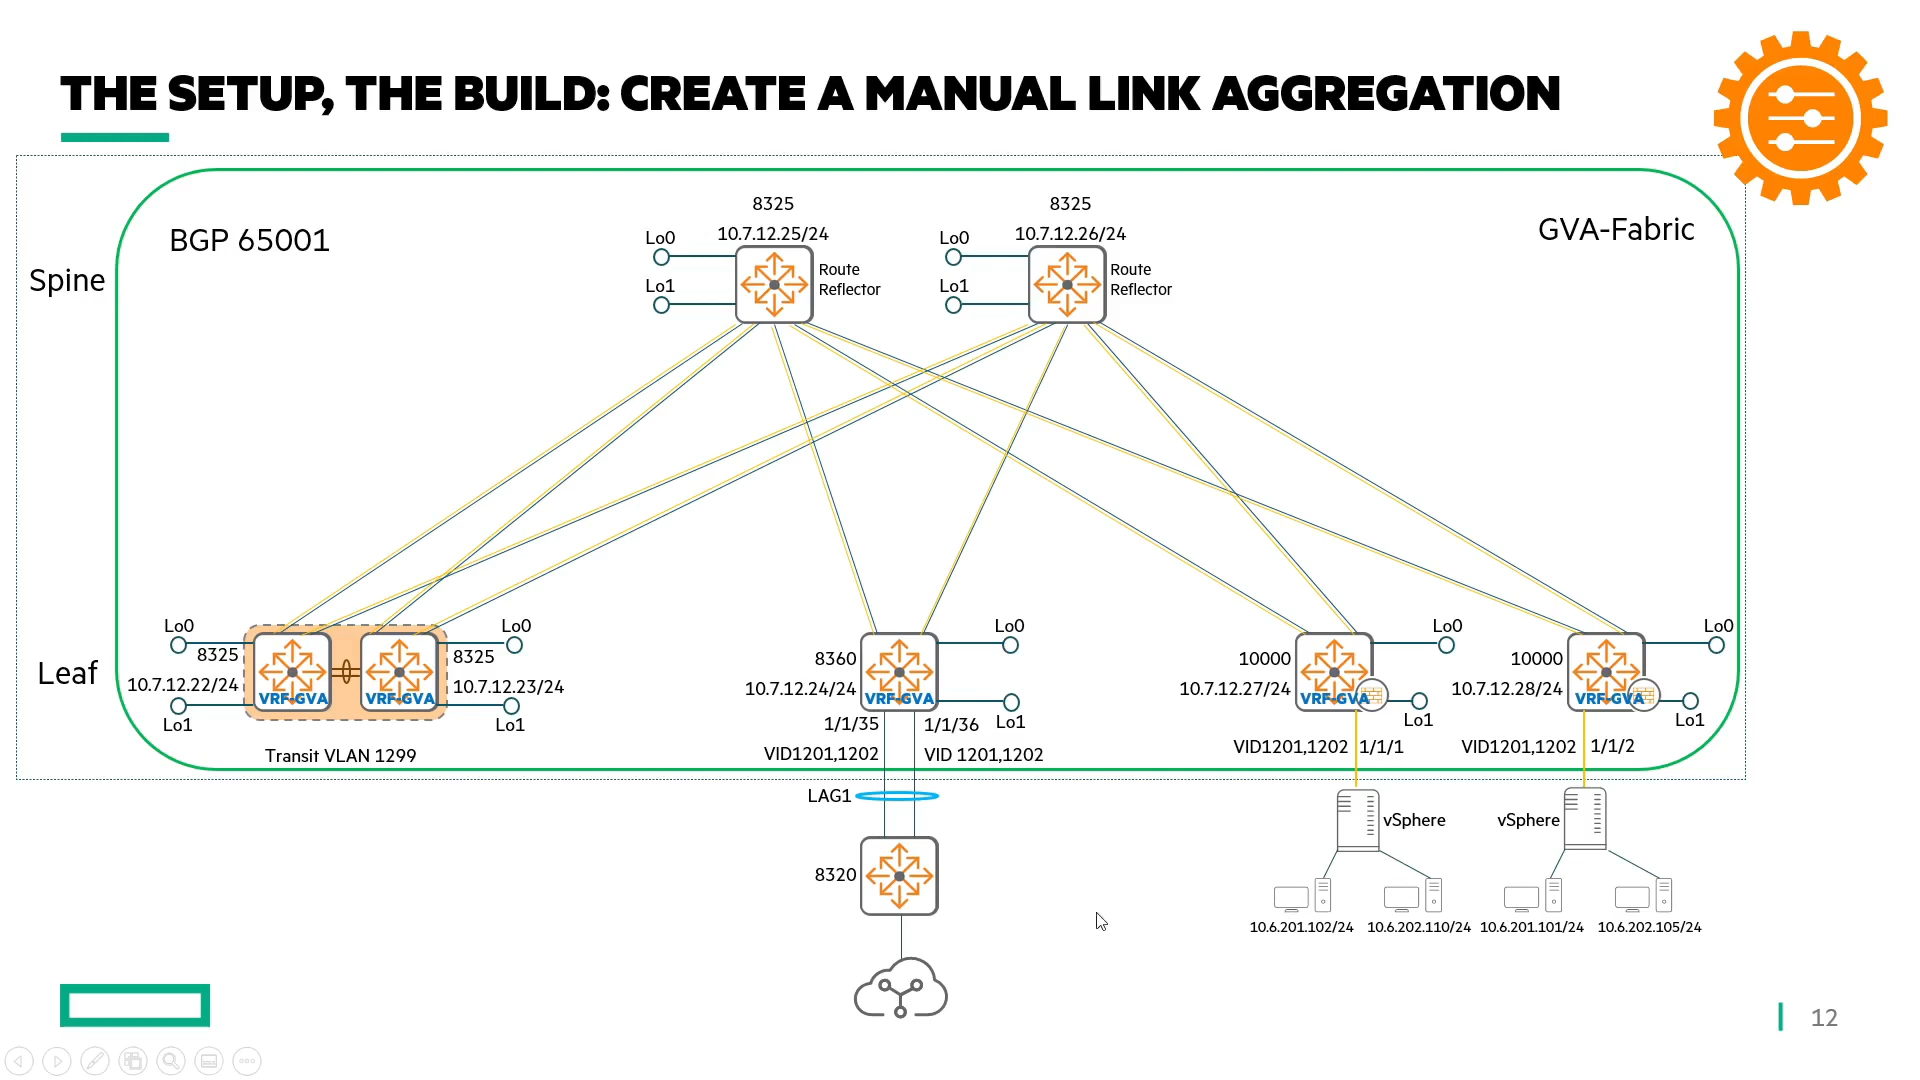 THE SETUP, THE BUILD: CREATE A MANUAL LINK AGGREGATION
BGP 65001
GVA-Fabric
Spine
8325
10.7.12.25/24
Lo0
Lo1
Route
Reflector
8325
10.7.12.26/24
Lo0
Lo1
Route
Reflector
Leaf
Lo0
8325
10.7.12.22/24
Lo1
VRF-GVA
VRF-GVA
Lo0
8325
10.7.12.23/24
Lo1
Transit VLAN 1299
8360
10.7.12.24/24
VRF-GVA
Lo0
Lo1
1/1/35
1/1/36
VID1201,1202
VID 1201,1202
LAG1
8320
10000
10.7.12.27/24
VRF-GVA
Lo0
Lo1
VID1201,1202
1/1/1
10000
10.7.12.28/24
VRF-GVA
Lo0
Lo1
VID1201,1202
1/1/2
vSphere
vSphere
10.6.201.102/24
10.6.202.110/24
10.6.201.101/24
10.6.202.105/24
12